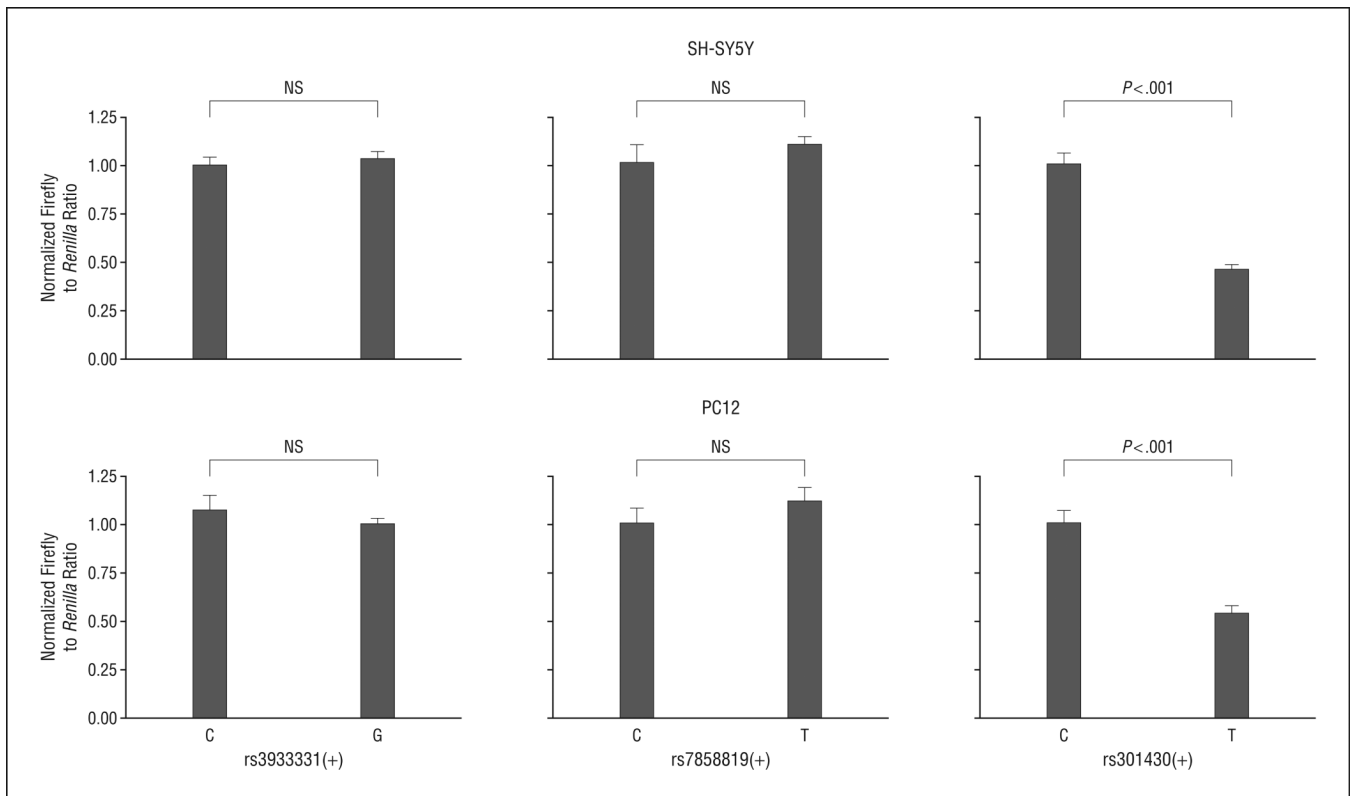 SH-SY5Y
NS
NS
P<.001
Normalized Firefly
to Renilla Ratio
1.25
1.00
0.75
0.50
0.25
0.00
PC12
NS
NS
P<.001
Normalized Firefly
to Renilla Ratio
1.25
1.00
0.75
0.50
0.25
0.00
C
G
C
T
C
T
rs3933331(+)
rs7858819(+)
rs301430(+)